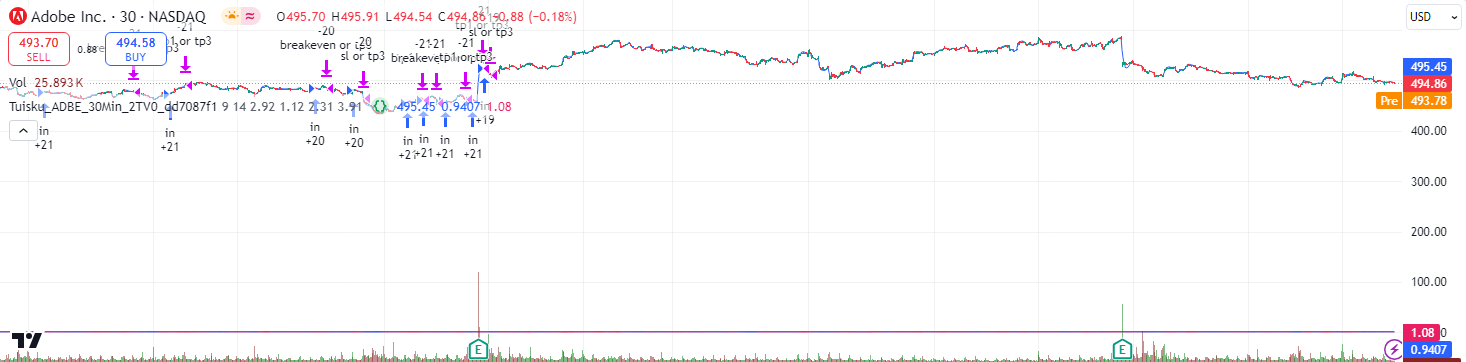 Adobe Inc. · 30 · NASDAQ
O495.70 H495.91 L494.54 C494.86 −0.88 (−0.18%)
USD
493.70
SELL
0.88
494.58
BUY
Vol 25.893 K
Tuisku_ADBE_30Min_2TV0_dd7087f1 9 14 2.92 1.12 2.31 3.91
495.45 0.9407 1.08
-21
-20
breakeven or
-20
sl or tp3
-21
-21
-21
sl or tp3
in
+21
in
+21
in
+20
in
+20
in
in
+21
in
+21
in
+21
in
+19
495.45
494.86
Pre 493.78
400.00
300.00
200.00
100.00
1.08
0.9407
E
E